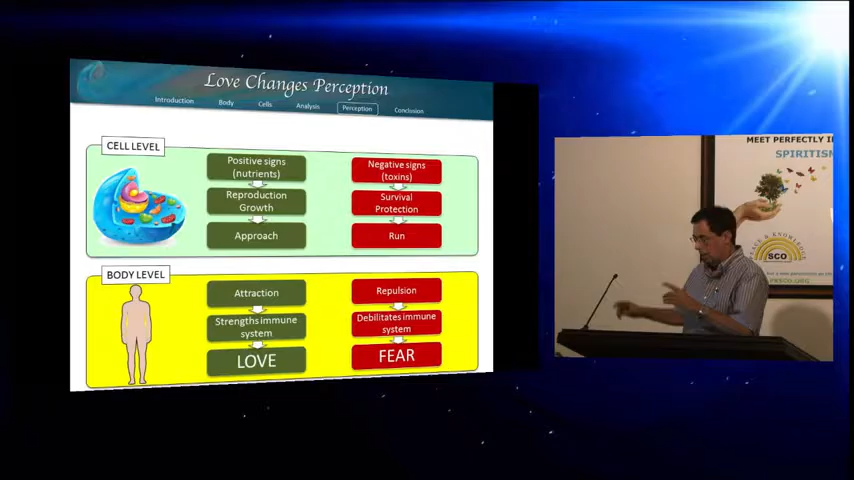 Love Changes Perception
Introduction Body Cells Analysis Perception Conclusion
CELL LEVEL
Positive signs
(nutrients)
Reproduction
Growth
Approach
Negative signs
(toxins)
Survival
Protection
Run
BODY LEVEL
Attraction
Strengths immune
system
LOVE
Repulsion
Debilitates immune
system
FEAR
MEET PERFECTLY I
SPIRITISM
& KNOWLEDGE
SCO